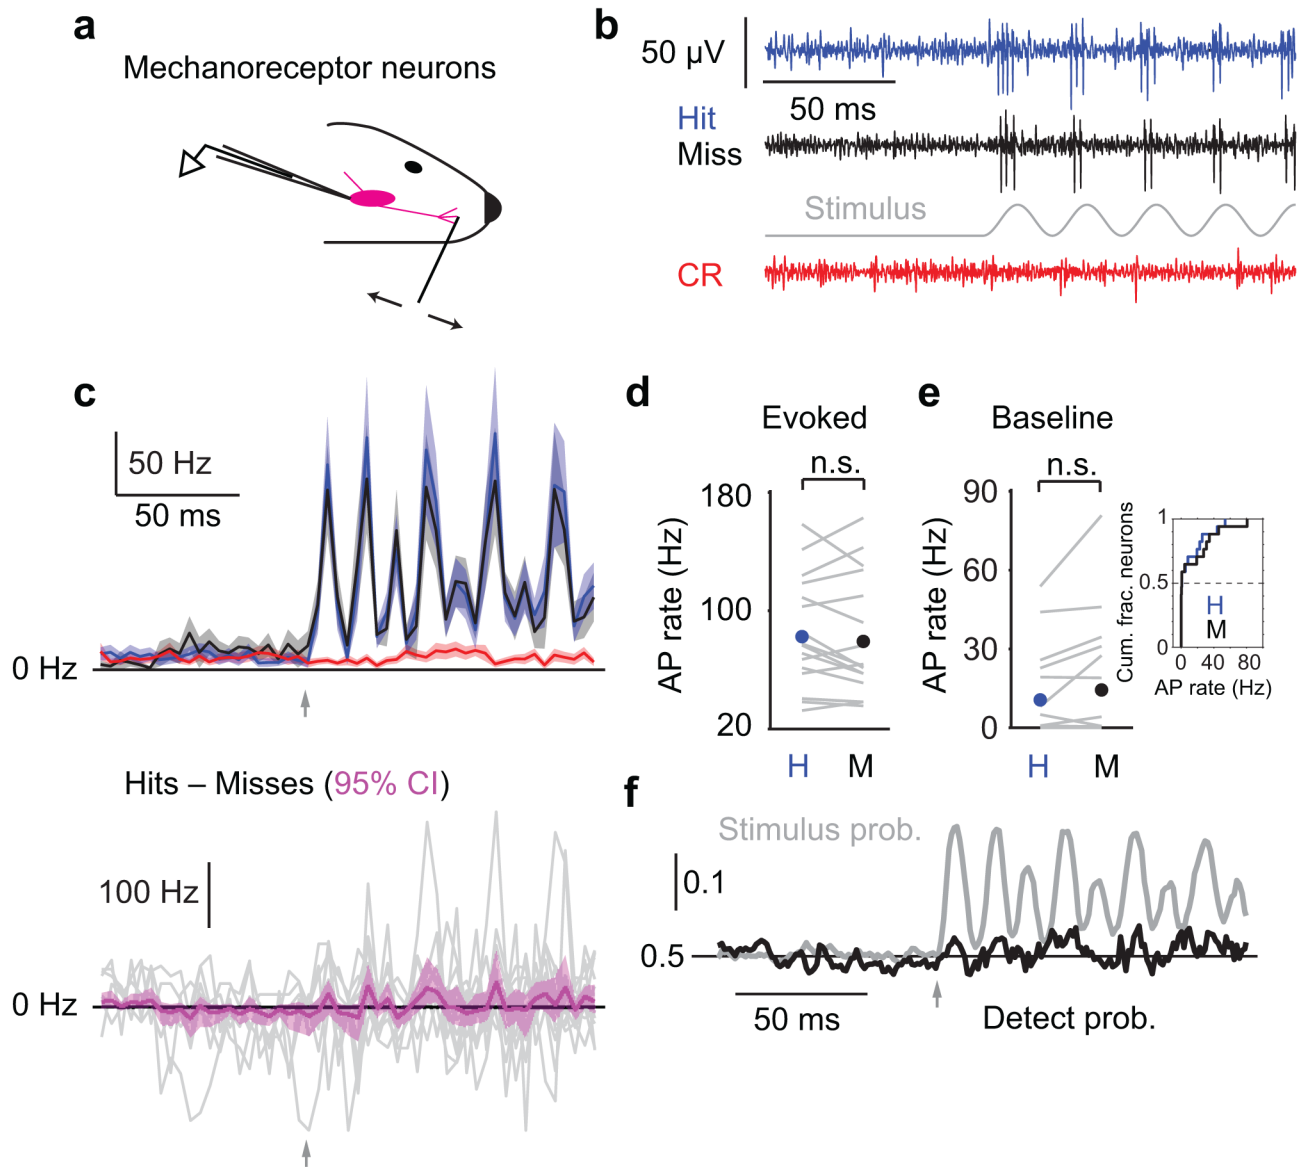 a
Mechanoreceptor neurons
b
50 µV
50 ms
Hit
Miss
Stimulus
CR
c
50 Hz
50 ms
0 Hz
Hits – Misses (95% CI)
100 Hz
0 Hz
d
Evoked
n.s.
180
100
20
AP rate (Hz)
H M
e
Baseline
n.s.
90
60
30
0
AP rate (Hz)
H M
1
0.5
0
Cum. frac. neurons
H
M
0 40 80
AP rate (Hz)
f
Stimulus prob.
0.1
0.5
50 ms
Detect prob.